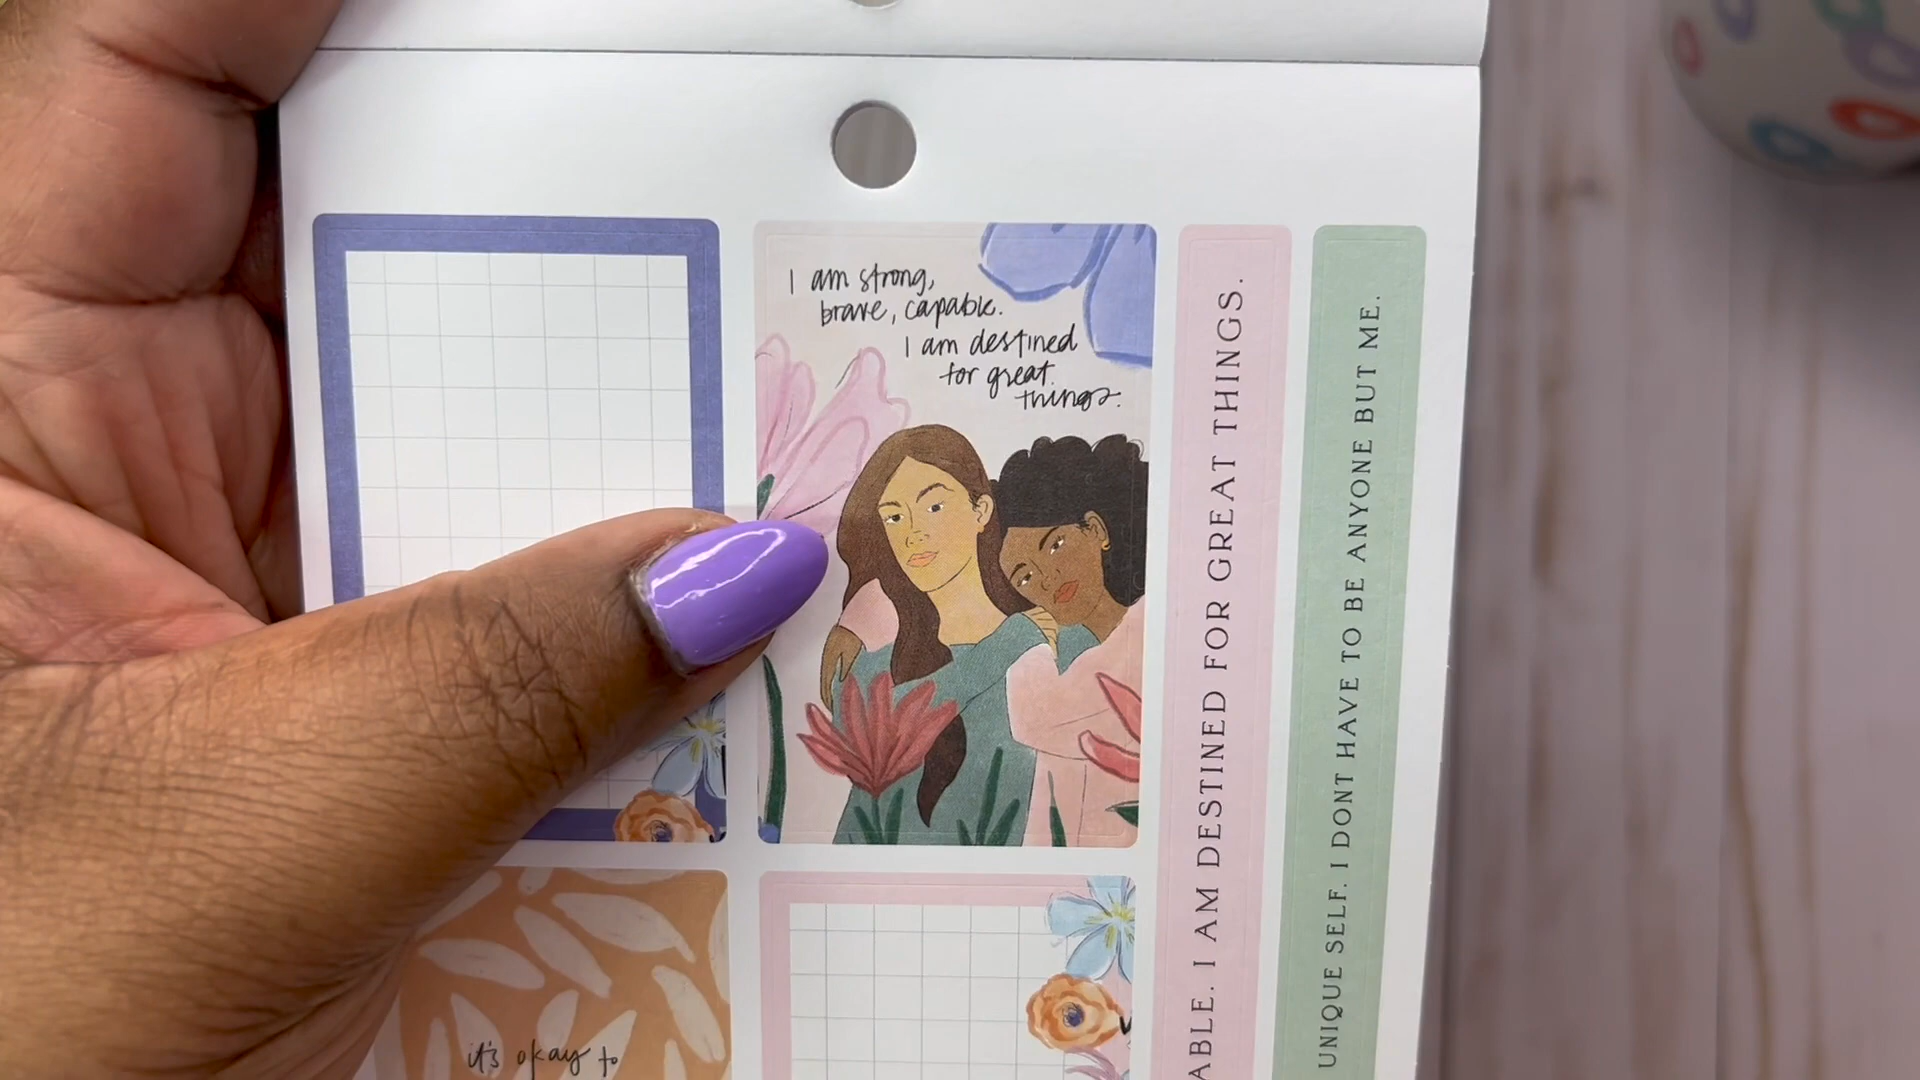 I am strong,
brave, capable.
I am destined
for great
things.
ABLE. I AM DESTINED FOR GREAT THINGS.
UNIQUE SELF. I DONT HAVE TO BE ANYONE BUT ME.
it's okay to